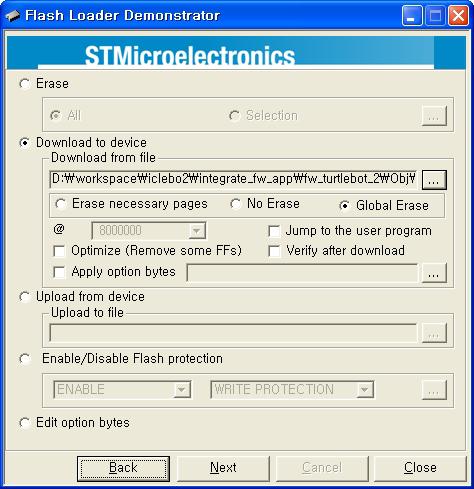 Flash Loader Demonstrator
STMicroelectronics
Erase
All Selection ...
Download to device
Download from file
D:₩workspace₩iclebo2₩integrate_fw_app₩fw_turtlebot_2₩Obj₩ ...
Erase necessary pages No Erase Global Erase
@ 8000000 Jump to the user program
Optimize (Remove some FFs) Verify after download
Apply option bytes ...
Upload from device
Upload to file
...
Enable/Disable Flash protection
ENABLE WRITE PROTECTION ...
Edit option bytes
Back Next Cancel Close